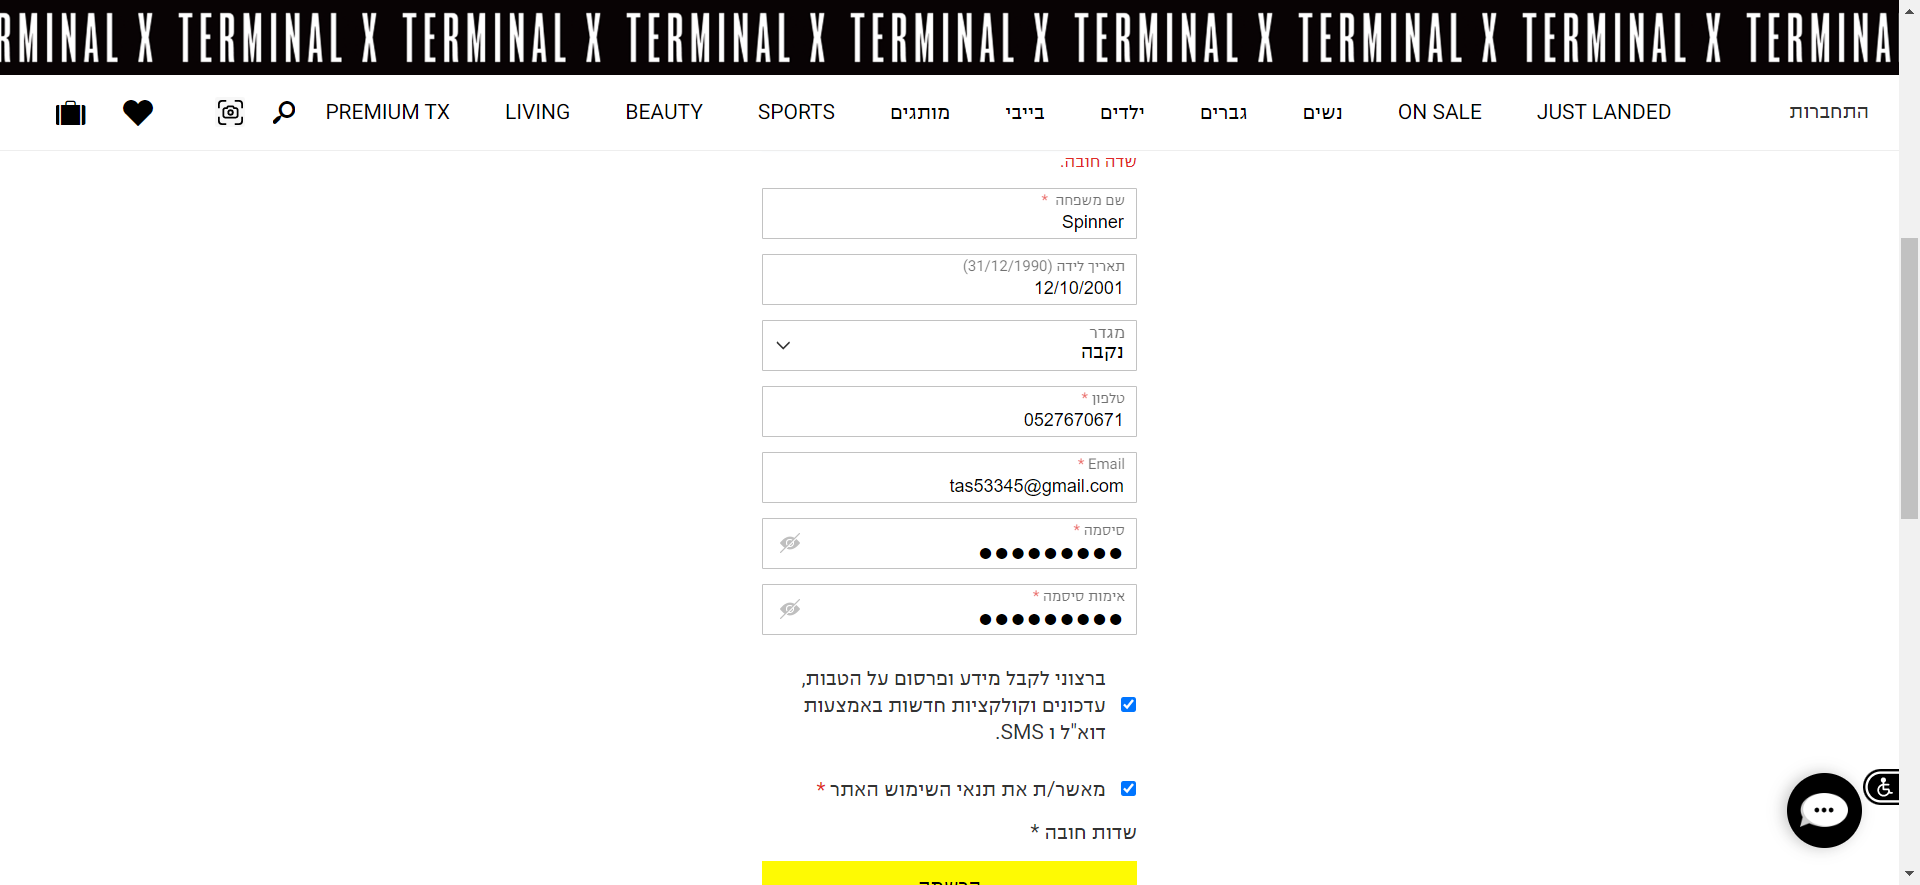 RMINAL X TERMINAL X TERMINAL X TERMINAL X TERMINAL X TERMINAL X TERMINAL X TERMINAL X TERMINA
התחברות
JUST LANDED
ON SALE
נשים
גברים
ילדים
בייבי
מותגים
SPORTS
BEAUTY
LIVING
PREMIUM TX
שדה חובה.
שם משפחה *
Spinner
תאריך לידה (31/12/1990)
12/10/2001
מגדר
נקבה
טלפון *
0527670671
Email *
tas53345@gmail.com
סיסמה *
אימות סיסמה *
ברצוני לקבל מידע ופרסום על הטבות,
עדכונים וקולקציות חדשות באמצעות
דוא"ל ו SMS.
מאשר/ת את תנאי השימוש האתר *
שדות חובה *